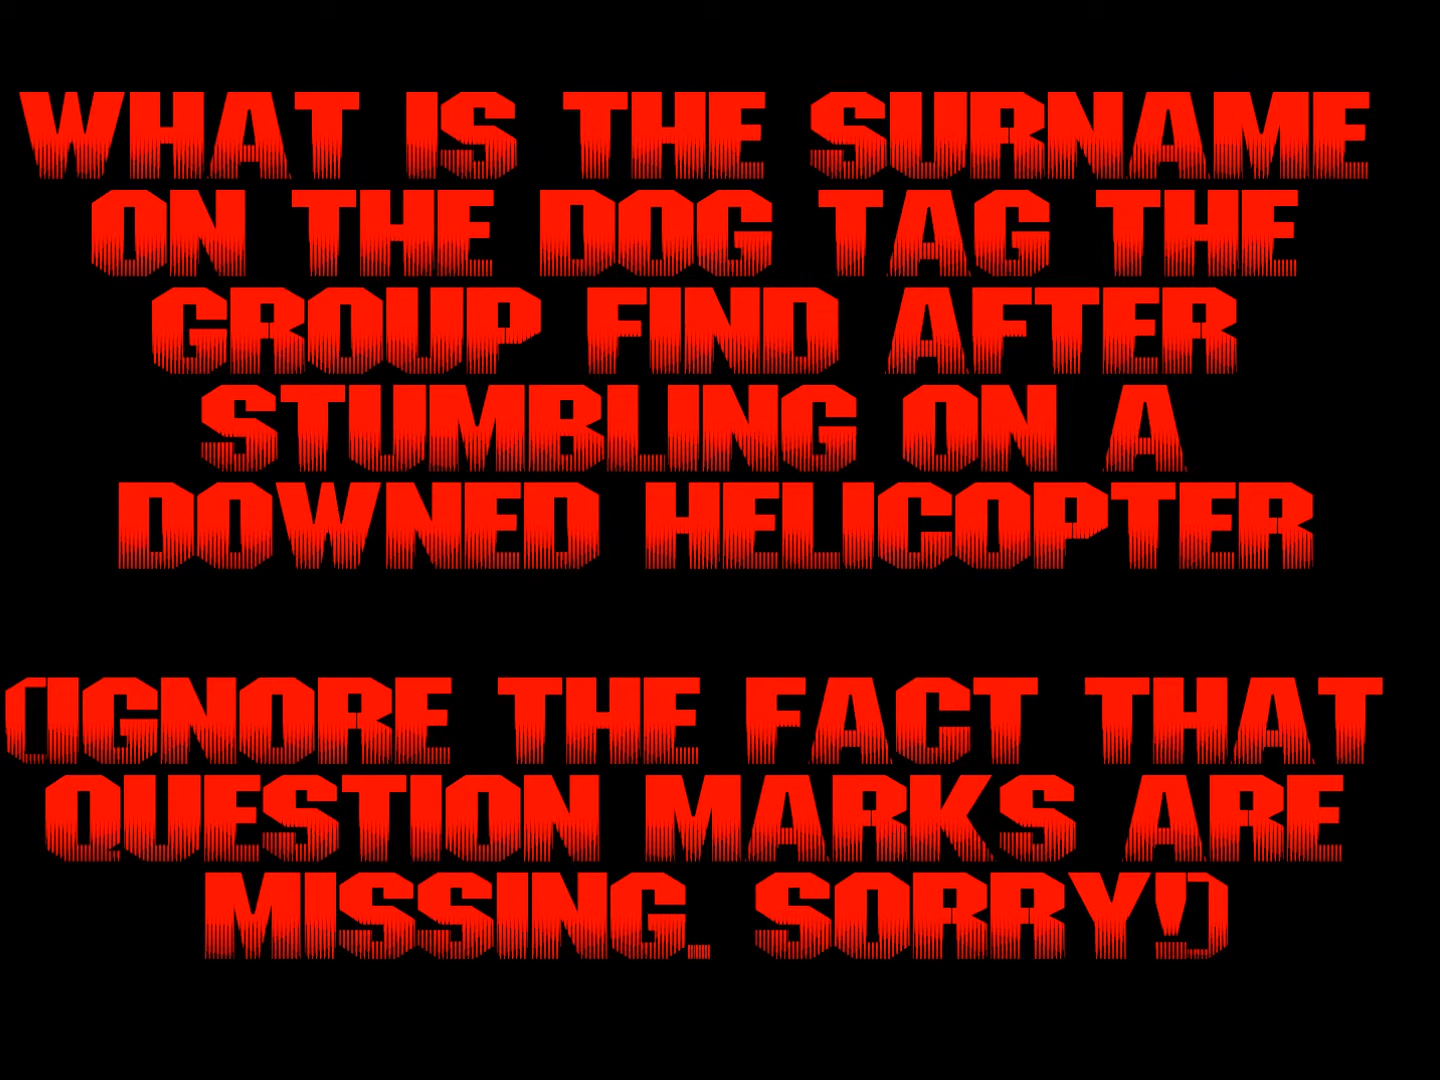 WHAT IS THE SURNAME
ON THE DOG TAG THE
GROUP FIND AFTER
STUMBLING ON A
DOWNED HELICOPTER
(IGNORE THE FACT THAT
QUESTION MARKS ARE
MISSING. SORRY!)